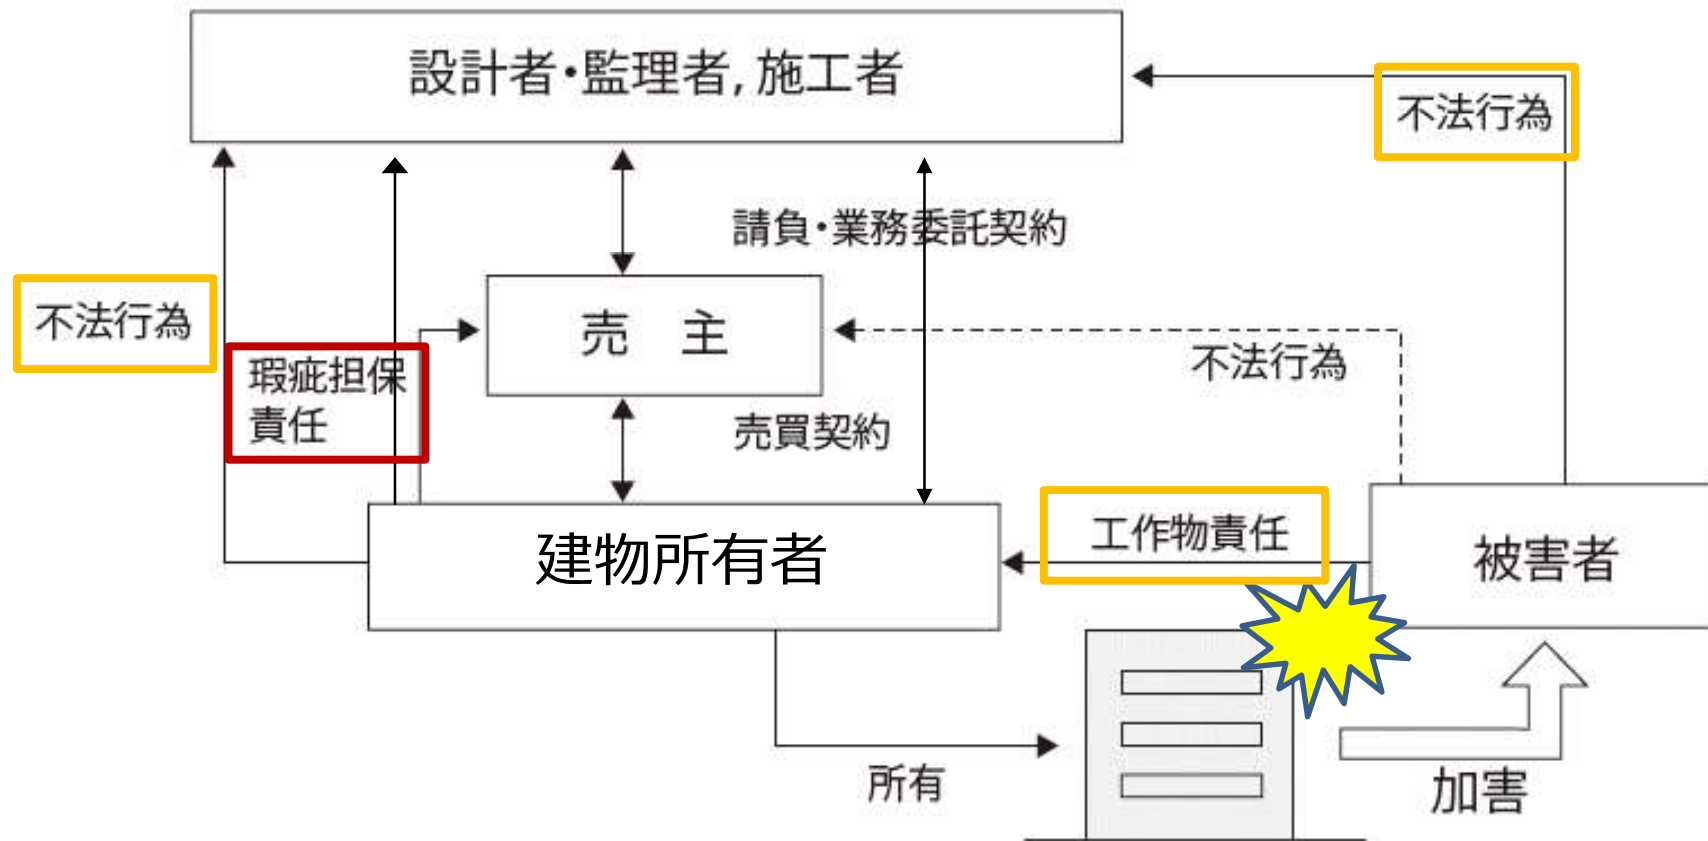 設計者・監理者, 施工者
不法行為
請負・業務委託契約
不法行為
売 主
不法行為
瑕疵担保
責任
売買契約
工作物責任
建物所有者
被害者
所有
加害